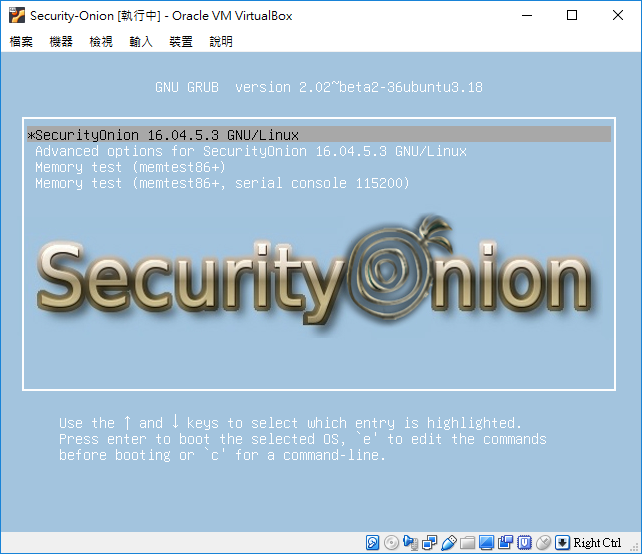 Security-Onion [執行中] - Oracle VM VirtualBox
檔案 機器 檢視 輸入 裝置 說明
GNU GRUB version 2.02~beta2-36ubuntu3.18
*SecurityOnion 16.04.5.3 GNU/Linux
Advanced options for SecurityOnion 16.04.5.3 GNU/Linux
Memory test (memtest86+)
Memory test (memtest86+, serial console 115200)
SecurityOnion
Use the ↑ and ↓ keys to select which entry is highlighted.
Press enter to boot the selected OS, `e' to edit the commands
before booting or `c' for a command-line.
Right Ctrl